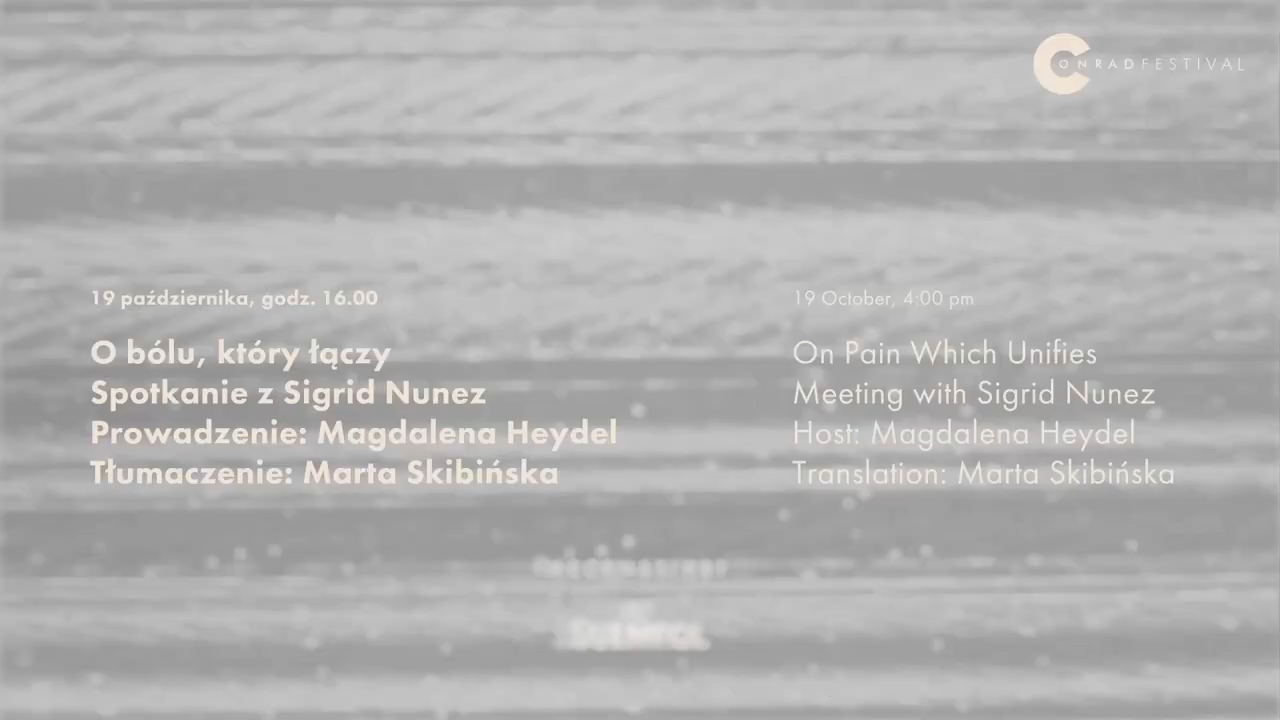 CONRADFESTIVAL
19 października, godz. 16.00
O bólu, który łączy
Spotkanie z Sigrid Nunez
Prowadzenie: Magdalena Heydel
Tłumaczenie: Marta Skibińska
19 October, 4:00 pm
On Pain Which Unifies
Meeting with Sigrid Nunez
Host: Magdalena Heydel
Translation: Marta Skibińska